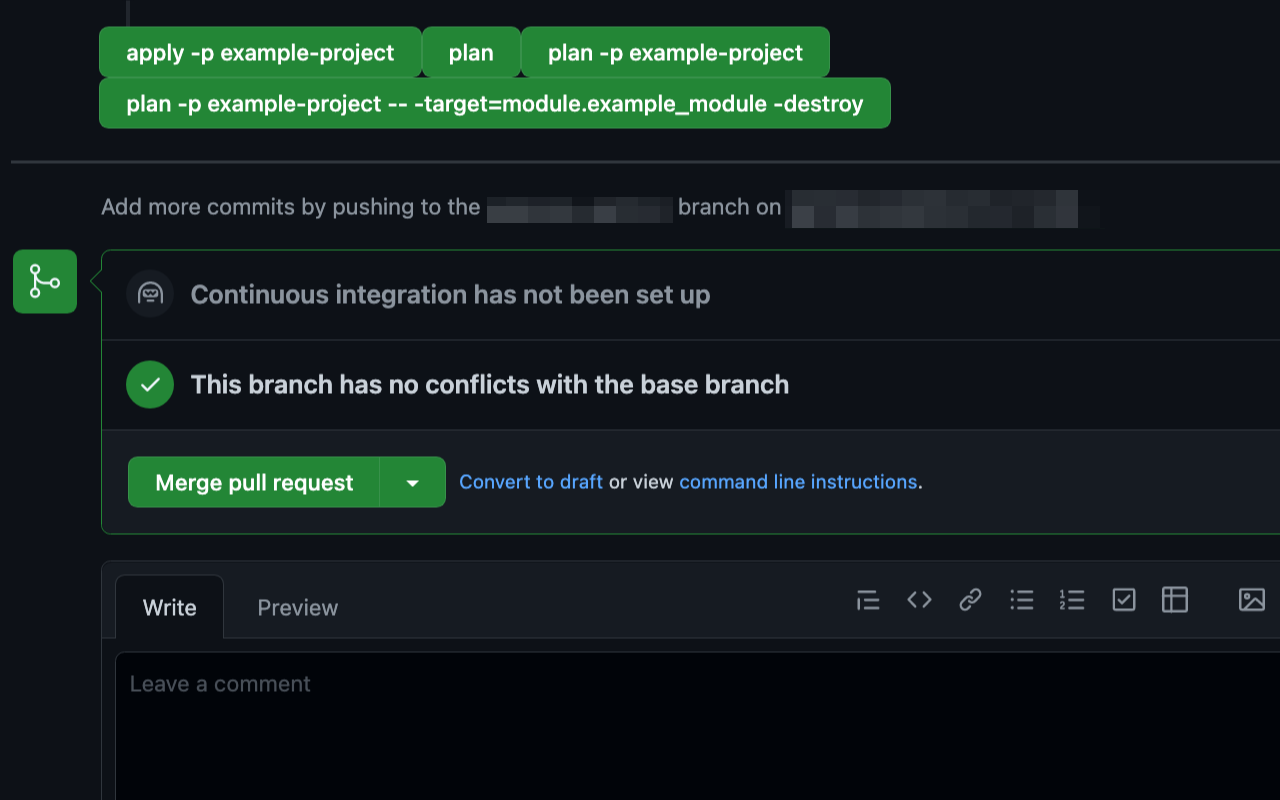 apply -p example-project plan plan -p example-project
plan -p example-project -- -target=module.example_module -destroy
Add more commits by pushing to the branch on
Continuous integration has not been set up
This branch has no conflicts with the base branch
Merge pull request Convert to draft or view command line instructions.
Write Preview
Leave a comment